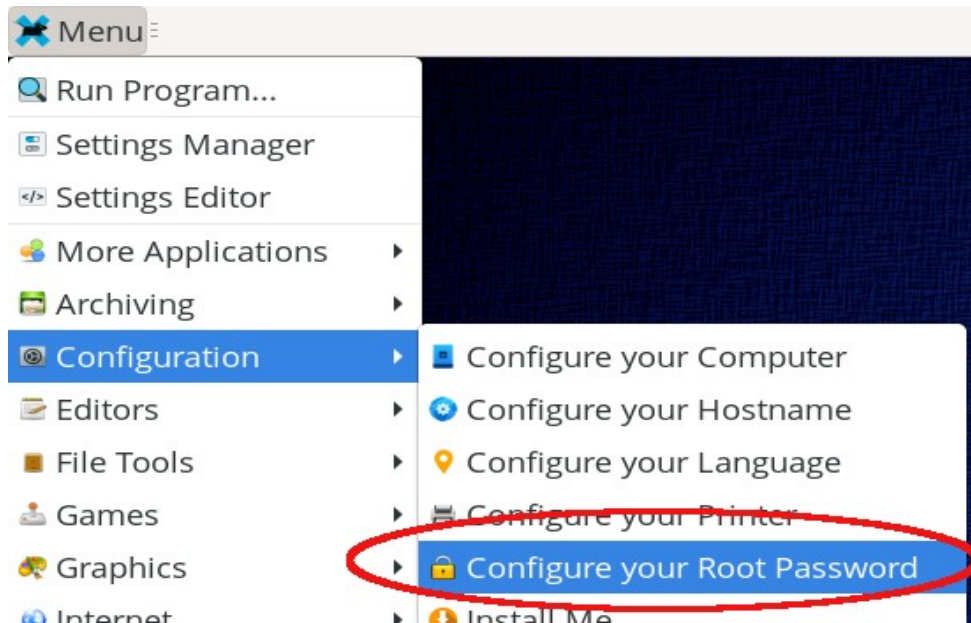 Menu
Run Program...
Settings Manager
Settings Editor
More Applications
Archiving
Configuration
Editors
File Tools
Games
Graphics
Internet
Configure your Computer
Configure your Hostname
Configure your Language
Configure your Printer
Configure your Root Password
Install Me